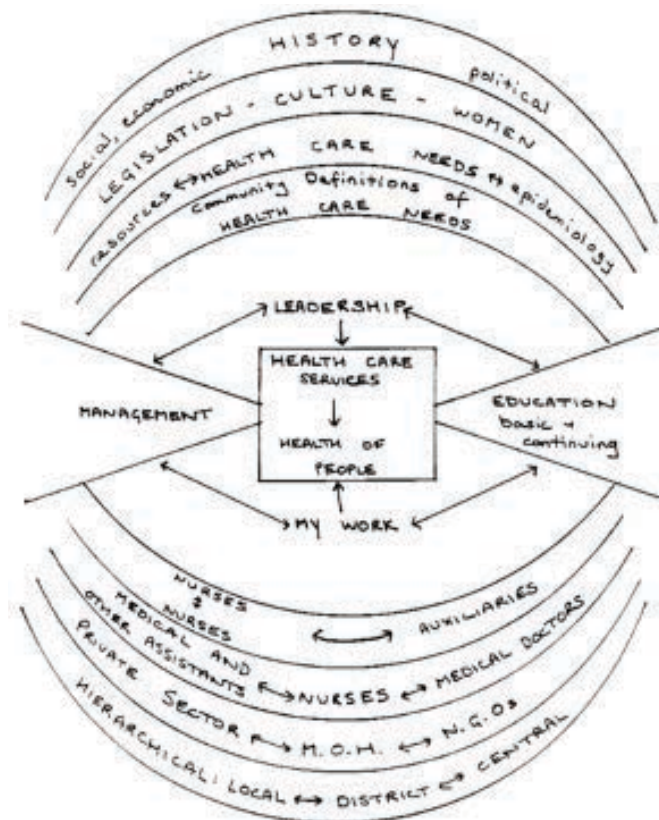 HISTORY
social, economic political
LEGISLATION - CULTURE - WOMEN
resources ↔ HEALTH CARE NEEDS ↔ epidemiology
Community Definitions of
HEALTH CARE NEEDS
LEADERSHIP
HEALTH CARE
SERVICES
MANAGEMENT
EDUCATION
basic +
continuing
HEALTH OF
PEOPLE
MY WORK
NURSES
↕
NURSES ↔ AUXILIARIES
MEDICAL AND
OTHER ASSISTANTS ↔ NURSES ↔ MEDICAL DOCTORS
PRIVATE SECTOR ↔ M.O.H. ↔ N.G.Os
HIERARCHICAL: LOCAL ↔ DISTRICT ↔ CENTRAL